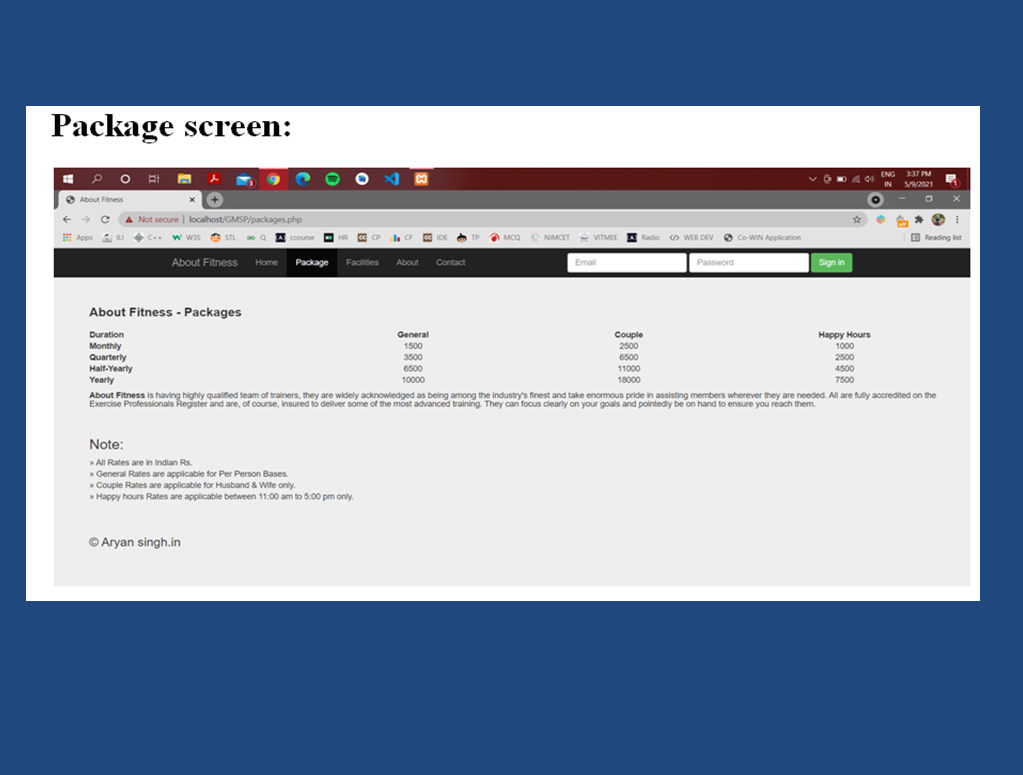 Package screen:
ENG 3:37 PM
IN 5/9/2021
About Fitness
Not secure | localhost/GMSP/packages.php
Apps ILI C++ W3S STL Q ccourse HR CP CF IDE TP MCQ NIMCET VITMEE Radio WEB DEV Co-WIN Application Reading list
About Fitness Home Package Facilities About Contact Email Password Sign in
About Fitness - Packages
Duration General Couple Happy Hours
Monthly 1500 2500 1000
Quarterly 3500 6500 2500
Half-Yearly 6500 11000 4500
Yearly 10000 18000 7500
About Fitness is having highly qualified team of trainers, they are widely acknowledged as being among the industry's finest and take enormous pride in assisting members wherever they are needed. All are fully accredited on the
Exercise Professionals Register and are, of course, insured to deliver some of the most advanced training. They can focus clearly on your goals and pointedly be on hand to ensure you reach them.
Note:
» All Rates are in Indian Rs.
» General Rates are applicable for Per Person Bases.
» Couple Rates are applicable for Husband & Wife only.
» Happy hours Rates are applicable between 11:00 am to 5:00 pm only.
© Aryan singh.in